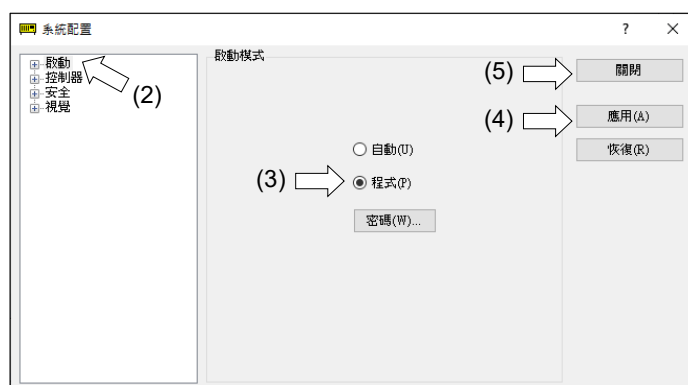 系統配置
? ×
啟動
控制器
安全
視覺
(2)
啟動模式
自動(U)
(3)
程式(P)
密碼(W)...
(5)
關閉
(4)
應用(A)
恢復(R)